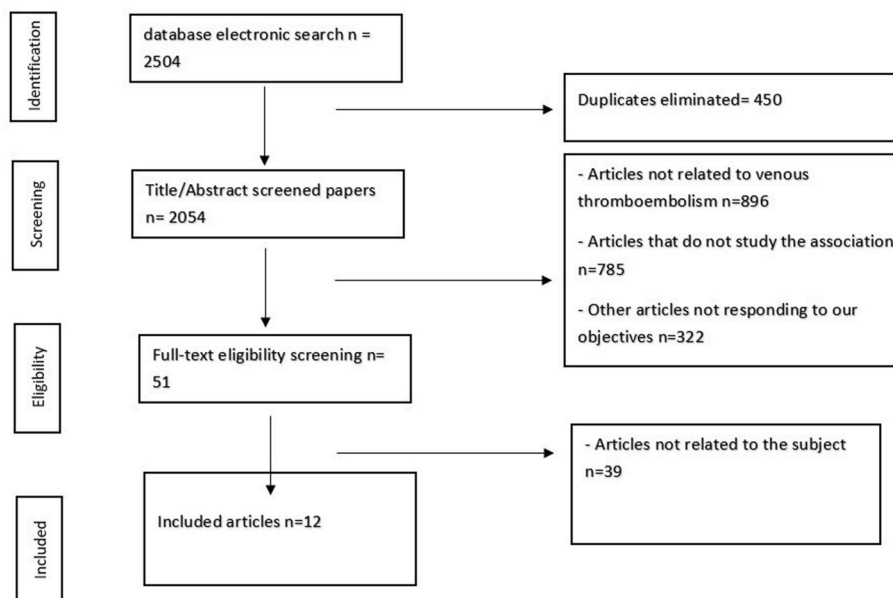 Identification
database electronic search n =
2504
Duplicates eliminated= 450
Screening
Title/Abstract screened papers
n= 2054
- Articles not related to venous
thromboembolism n=896
- Articles that do not study the association
n=785
- Other articles not responding to our
objectives n=322
Eligibility
Full-text eligibility screening n=
51
- Articles not related to the subject
n=39
Included
Included articles n=12